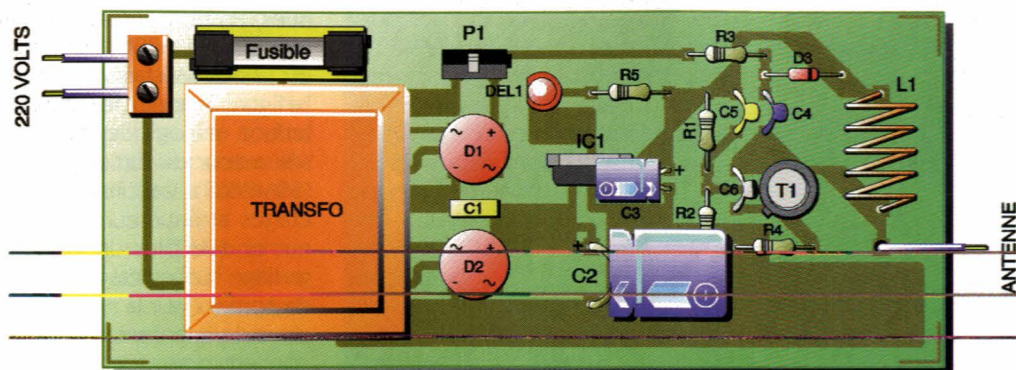 220 VOLTS
Fusible
P1
R3
D3
DEL1
R5
L1
R1
C5
C4
~ +
D1
- ~
IC1
+
C3
TRANSFO
C1
C6
T1
R2
R4
~ +
D2
- ~
+
C2
ANTENNE